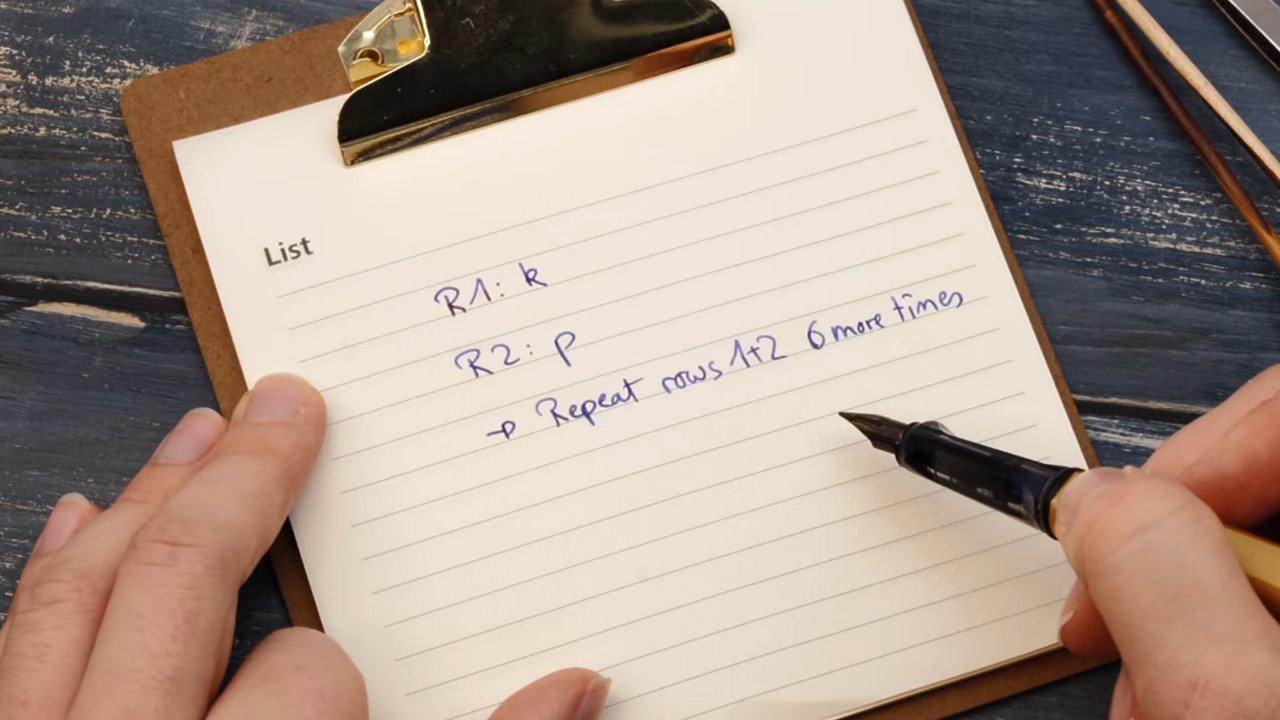 List
R1: k
R2: p
→ Repeat rows 1+2 6 more times